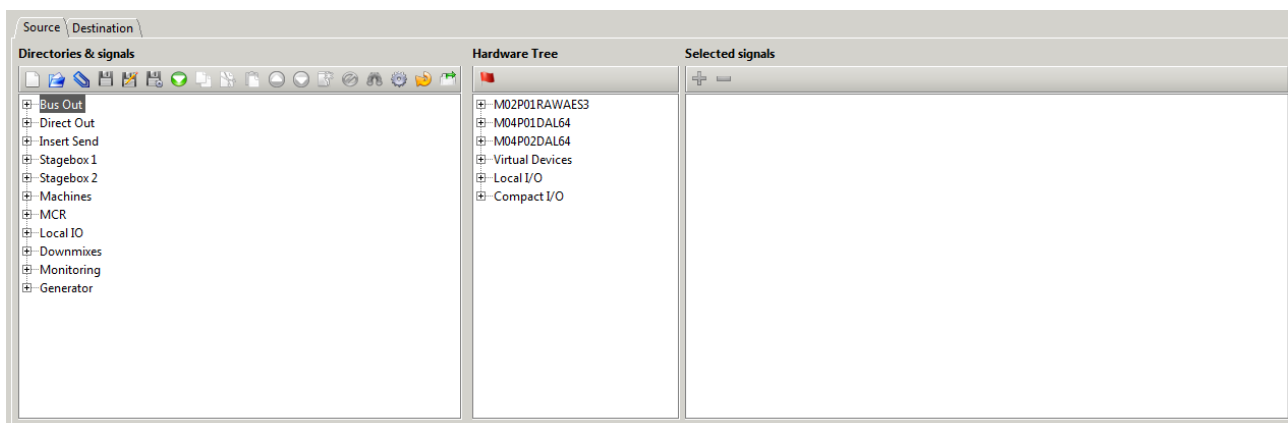 Source Destination
Directories & signals
Hardware Tree
Selected signals
Bus Out
Direct Out
Insert Send
Stagebox 1
Stagebox 2
Machines
MCR
Local IO
Downmixes
Monitoring
Generator
M02P01RAWAES3
M04P01DAL64
M04P02DAL64
Virtual Devices
Local I/O
Compact I/O